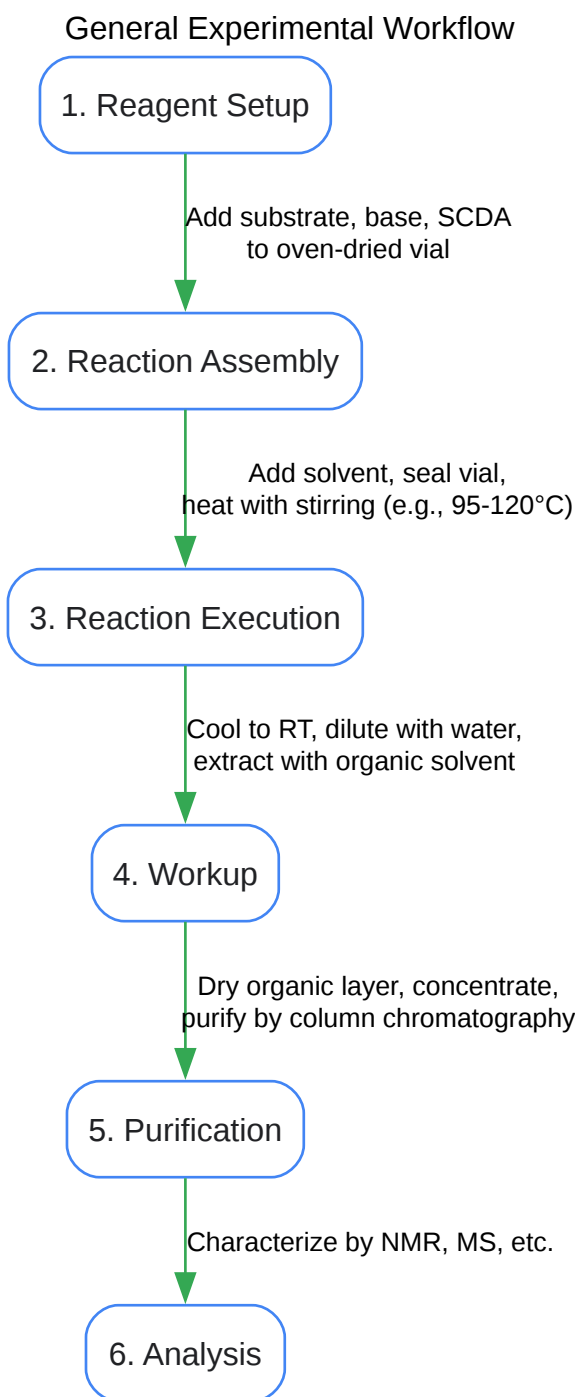 General Experimental Workflow
1. Reagent Setup
Add substrate, base, SCDA
to oven-dried vial
2. Reaction Assembly
Add solvent, seal vial,
heat with stirring (e.g., 95-120°C)
3. Reaction Execution
Cool to RT, dilute with water,
extract with organic solvent
4. Workup
Dry organic layer, concentrate,
purify by column chromatography
5. Purification
Characterize by NMR, MS, etc.
6. Analysis